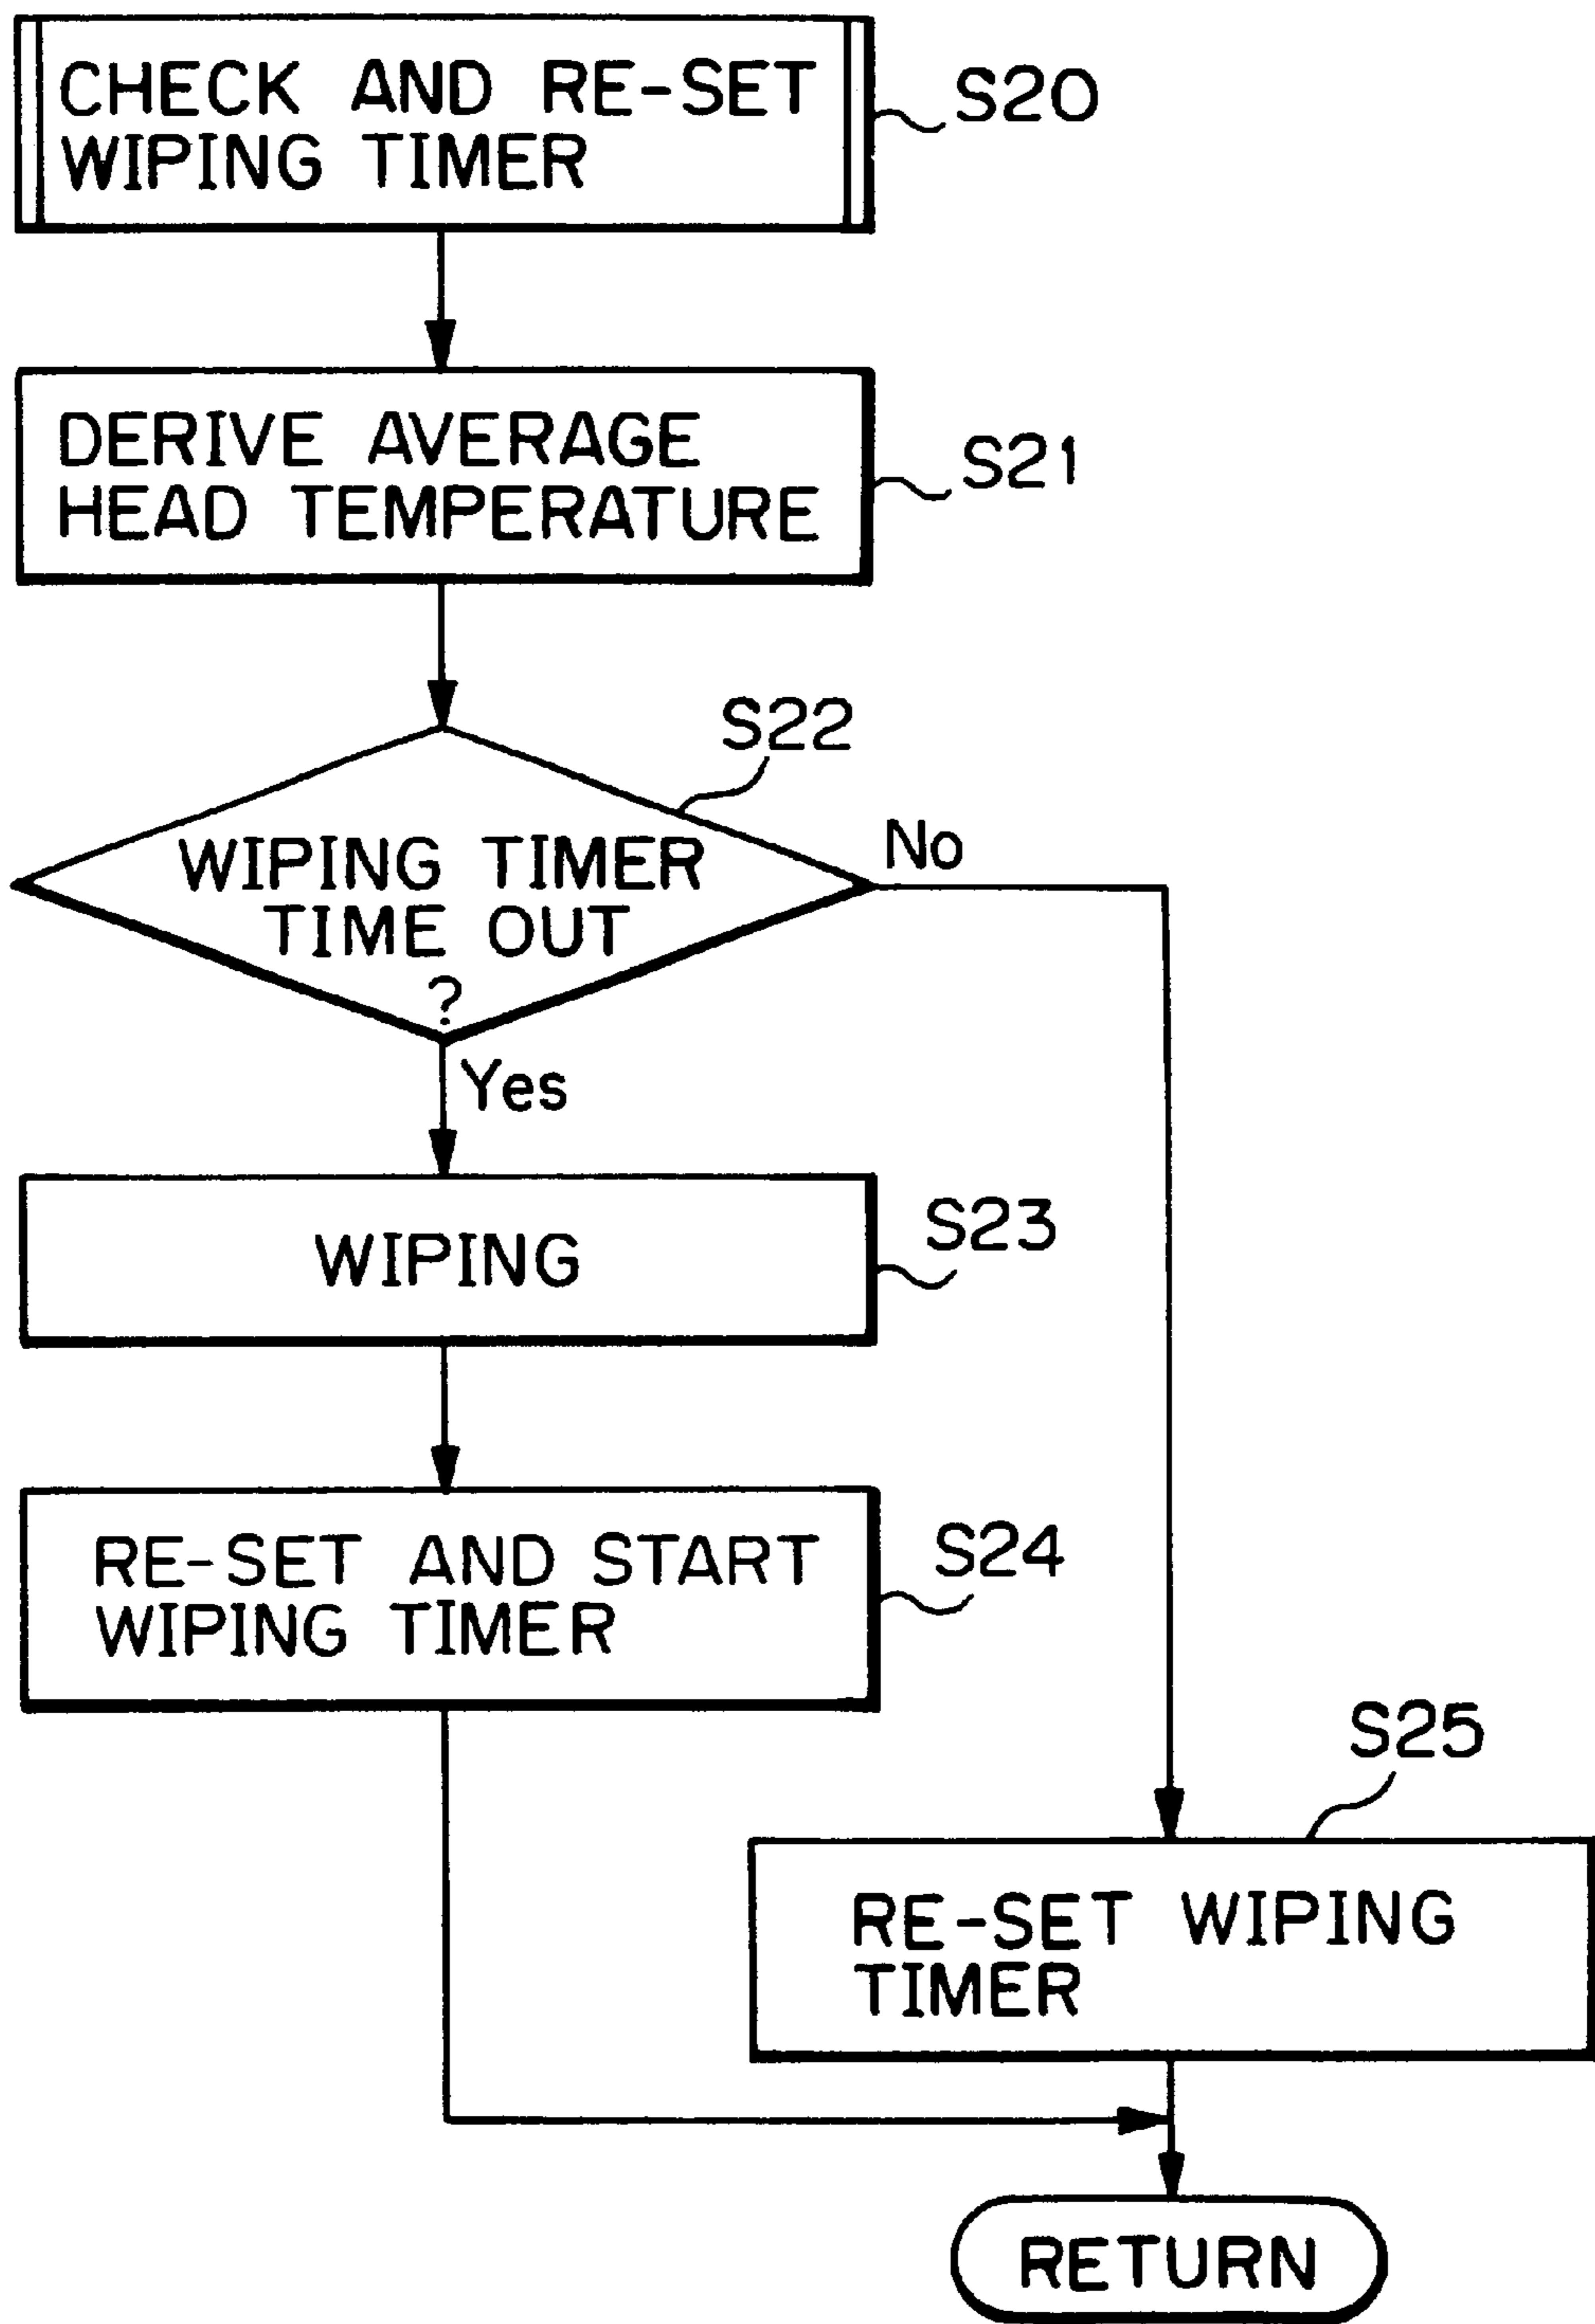 CHECK AND RE-SET
WIPING TIMER
S20
DERIVE AVERAGE
HEAD TEMPERATURE
S21
S22
WIPING TIMER
TIME OUT
?
No
Yes
WIPING
S23
RE-SET AND START
WIPING TIMER
S24
S25
RE-SET WIPING
TIMER
RETURN